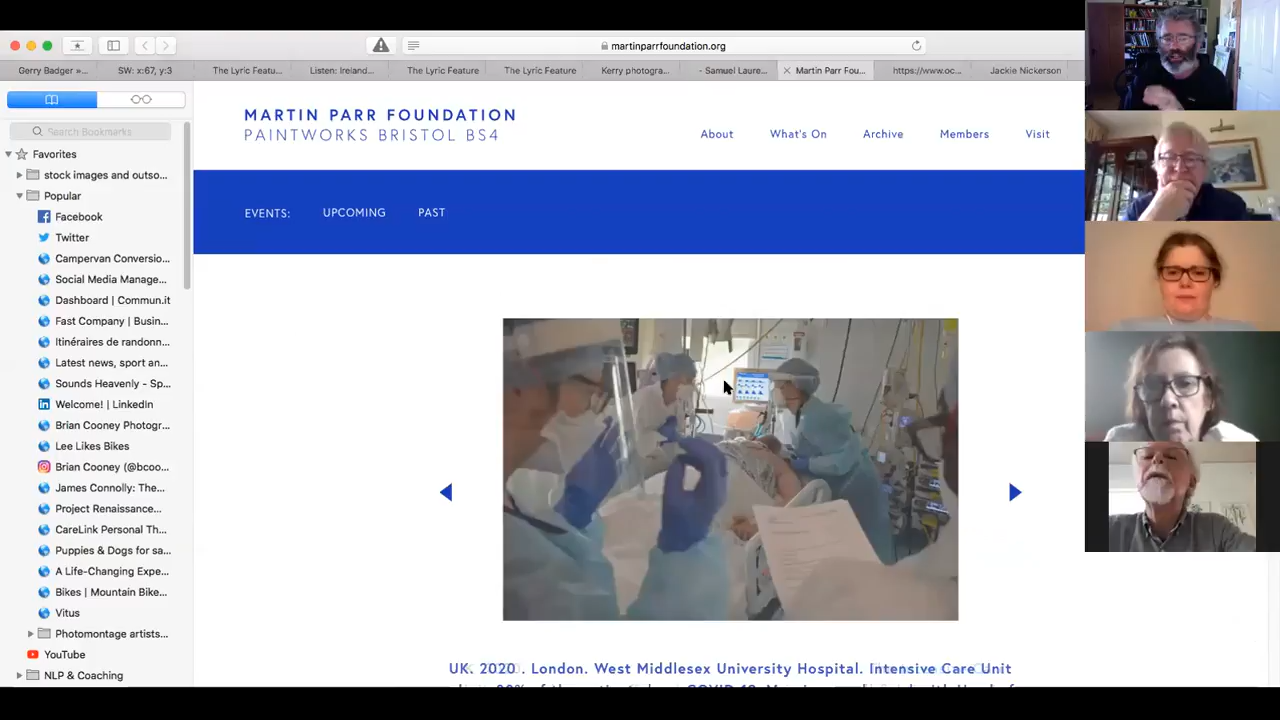 martinparrfoundation.org
Gerry Badger »...
SW: x:67, y:3
The Lyric Featu...
Listen: Ireland...
The Lyric Feature
The Lyric Feature
Kerry photogra...
- Samuel Laure...
Martin Parr Fou...
https://www.oc...
Jackie Nickerson
Search Bookmarks
Favorites
stock images and outso...
Popular
Facebook
Twitter
Campervan Conversio...
Social Media Manage...
Dashboard | Commun.it
Fast Company | Busin...
Itinéraires de randonn...
Latest news, sport an...
Sounds Heavenly - Sp...
Welcome! | LinkedIn
Brian Cooney Photogr...
Lee Likes Bikes
Brian Cooney (@bcoo...
James Connolly: The...
Project Renaissance...
CareLink Personal Th...
Puppies & Dogs for sa...
A Life-Changing Expe...
Bikes | Mountain Bike...
Vitus
Photomontage artists...
YouTube
NLP & Coaching
MARTIN PARR FOUNDATION
PAINTWORKS BRISTOL BS4
About
What's On
Archive
Members
Visit
EVENTS:
UPCOMING
PAST
UK. 2020. London. West Middlesex University Hospital. Intensive Care Unit